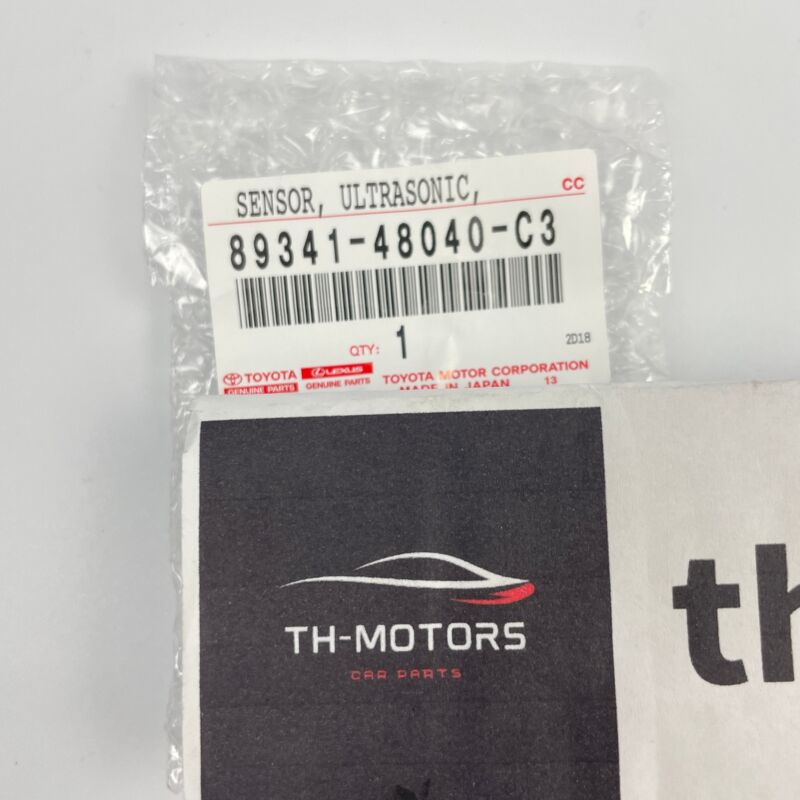 SENSOR, ULTRASONIC,
CC
89341-48040-C3
QTY: 1
2D18
TOYOTA LEXUS TOYOTA MOTOR CORPORATION
GENUINE PARTS GENUINE PARTS MADE IN JAPAN 13
TH-MOTORS
CAR PARTS
th